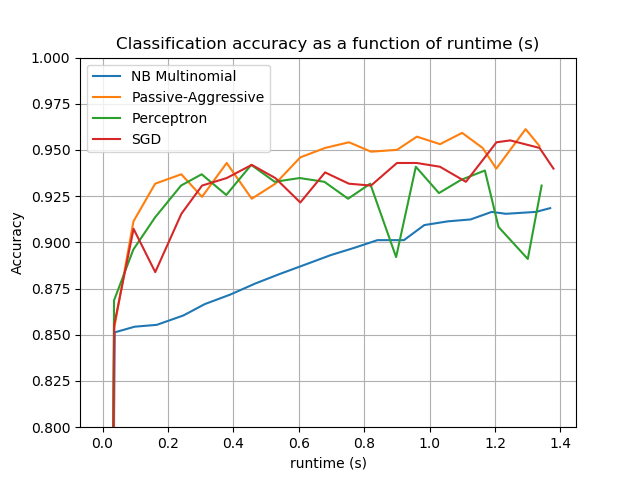 Classification accuracy as a function of runtime (s)
NB Multinomial
Passive-Aggressive
Perceptron
SGD
Accuracy
1.000
0.975
0.950
0.925
0.900
0.875
0.850
0.825
0.800
0.0 0.2 0.4 0.6 0.8 1.0 1.2 1.4
runtime (s)